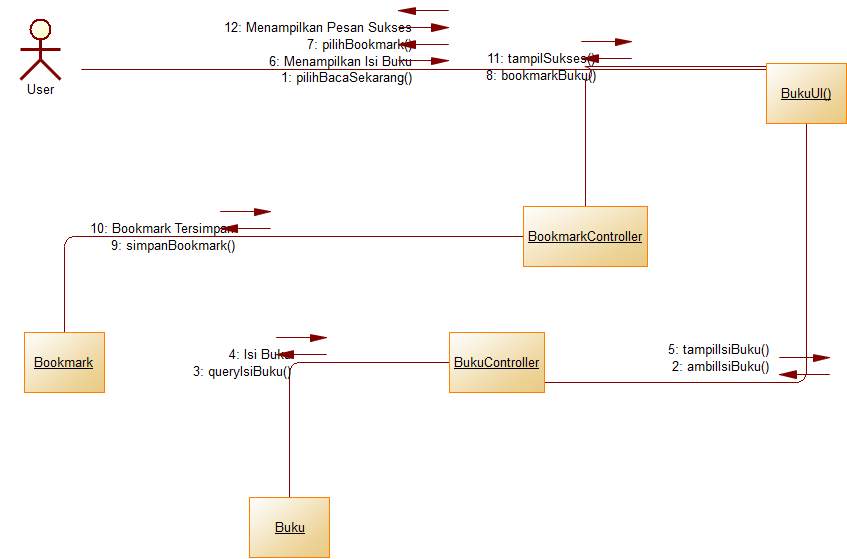 12: Menampilkan Pesan Sukses
7: pilihBookmark()
6: Menampilkan Isi Buku
1: pilihBacaSekarang()
11: tampilSukses()
8: bookmarkBuku()
User
BukuUI()
10: Bookmark Tersimpan
9: simpanBookmark()
BookmarkController
4: Isi Buku
3: queryIsiBuku()
Bookmark
BukuController
5: tampilIsiBuku()
2: ambilIsiBuku()
Buku